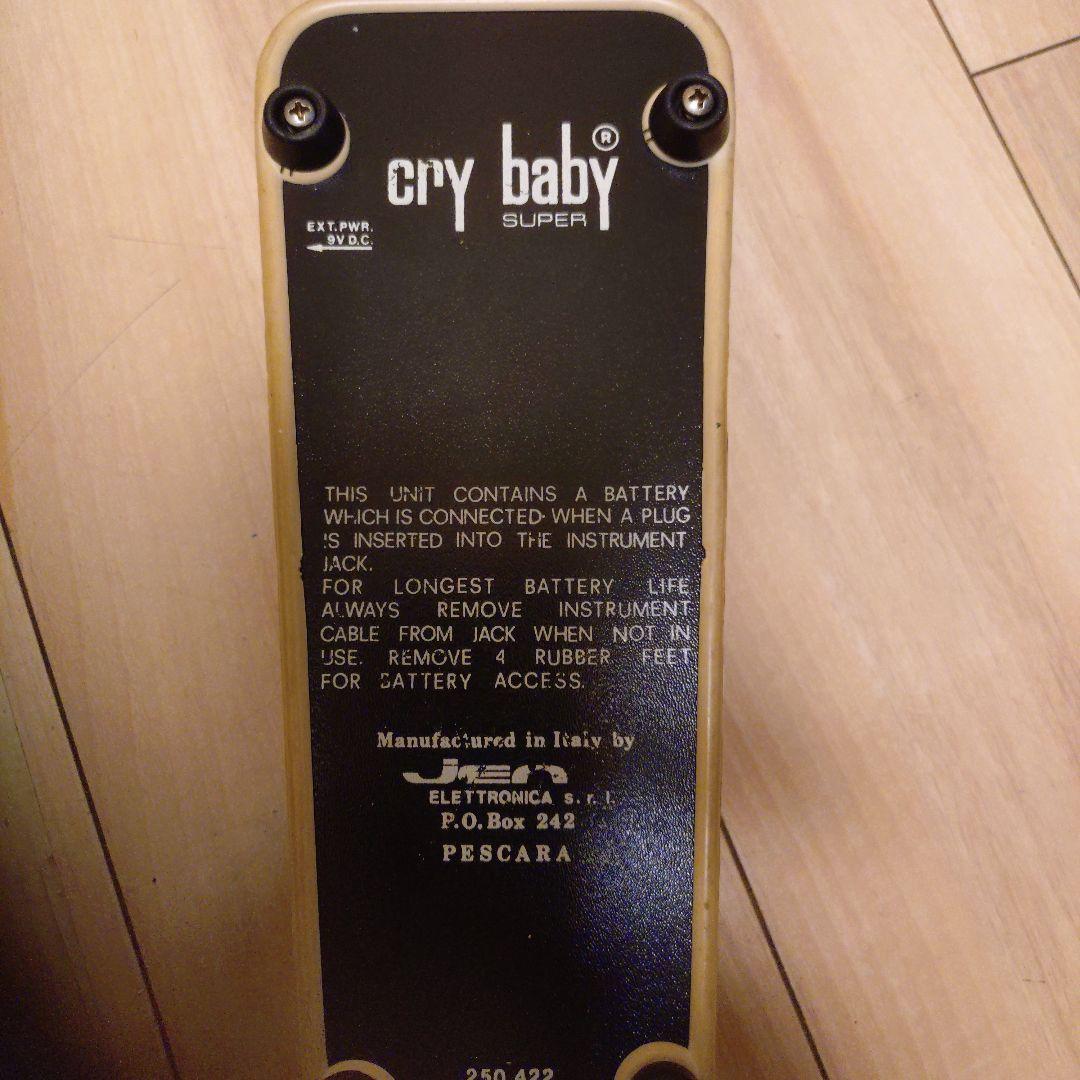 cry baby®
SUPER
EXT.PWR.
9V D.C.
THIS UNIT CONTAINS A BATTERY
WHICH IS CONNECTED WHEN A PLUG
IS INSERTED INTO THE INSTRUMENT
JACK.
FOR LONGEST BATTERY LIFE
ALWAYS REMOVE INSTRUMENT
CABLE FROM JACK WHEN NOT IN
USE. REMOVE 4 RUBBER FEET
FOR BATTERY ACCESS.
Manufactured in Italy by
Jen
ELETTRONICA s.r.l.
P.O.Box 242
PESCARA
250.422